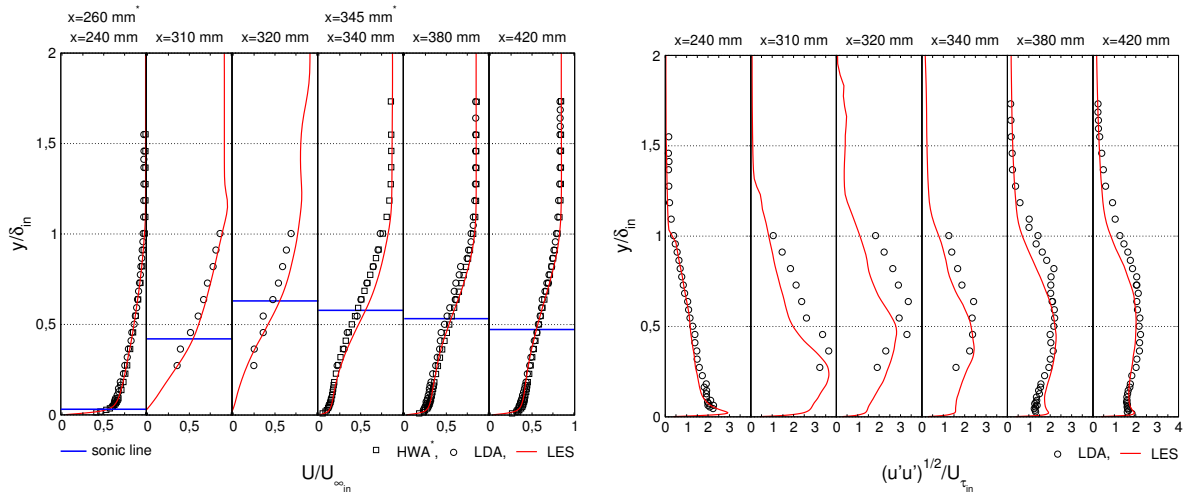 x=260 mm* x=345 mm*
x=240 mm x=310 mm x=320 mm x=340 mm x=380 mm x=420 mm
2
1,5
1
0,5
0
y/δin
0 0,5 0 0,5 0 0,5 0 0,5 0 0,5 0 0,5 1
sonic line HWA*, LDA, LES
U/U∞in
x=240 mm x=310 mm x=320 mm x=340 mm x=380 mm x=420 mm
2
1,5
1
0,5
0
y/δin
0 1 2 3 0 1 2 3 0 1 2 3 0 1 2 3 0 1 2 3 0 1 2 3 4
LDA, LES
(u'u')1/2/Uτin